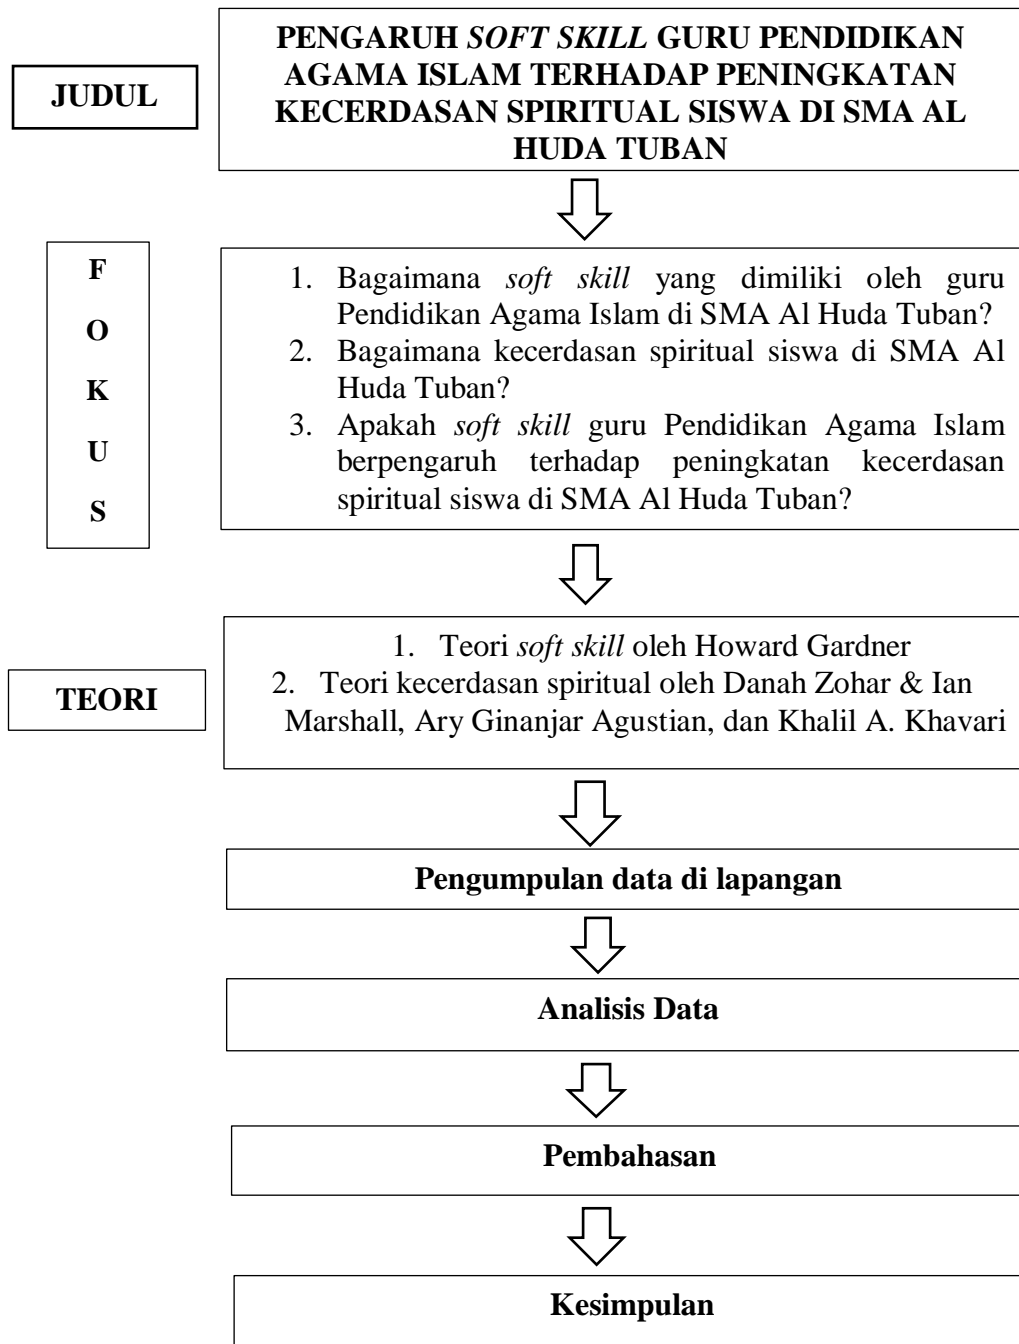 JUDUL
PENGARUH SOFT SKILL GURU PENDIDIKAN
AGAMA ISLAM TERHADAP PENINGKATAN
KECERDASAN SPIRITUAL SISWA DI SMA AL
HUDA TUBAN
F
O
K
U
S
1. Bagaimana soft skill yang dimiliki oleh guru
Pendidikan Agama Islam di SMA Al Huda Tuban?
2. Bagaimana kecerdasan spiritual siswa di SMA Al
Huda Tuban?
3. Apakah soft skill guru Pendidikan Agama Islam
berpengaruh terhadap peningkatan kecerdasan
spiritual siswa di SMA Al Huda Tuban?
TEORI
1. Teori soft skill oleh Howard Gardner
2. Teori kecerdasan spiritual oleh Danah Zohar & Ian
Marshall, Ary Ginanjar Agustian, dan Khalil A. Khavari
Pengumpulan data di lapangan
Analisis Data
Pembahasan
Kesimpulan